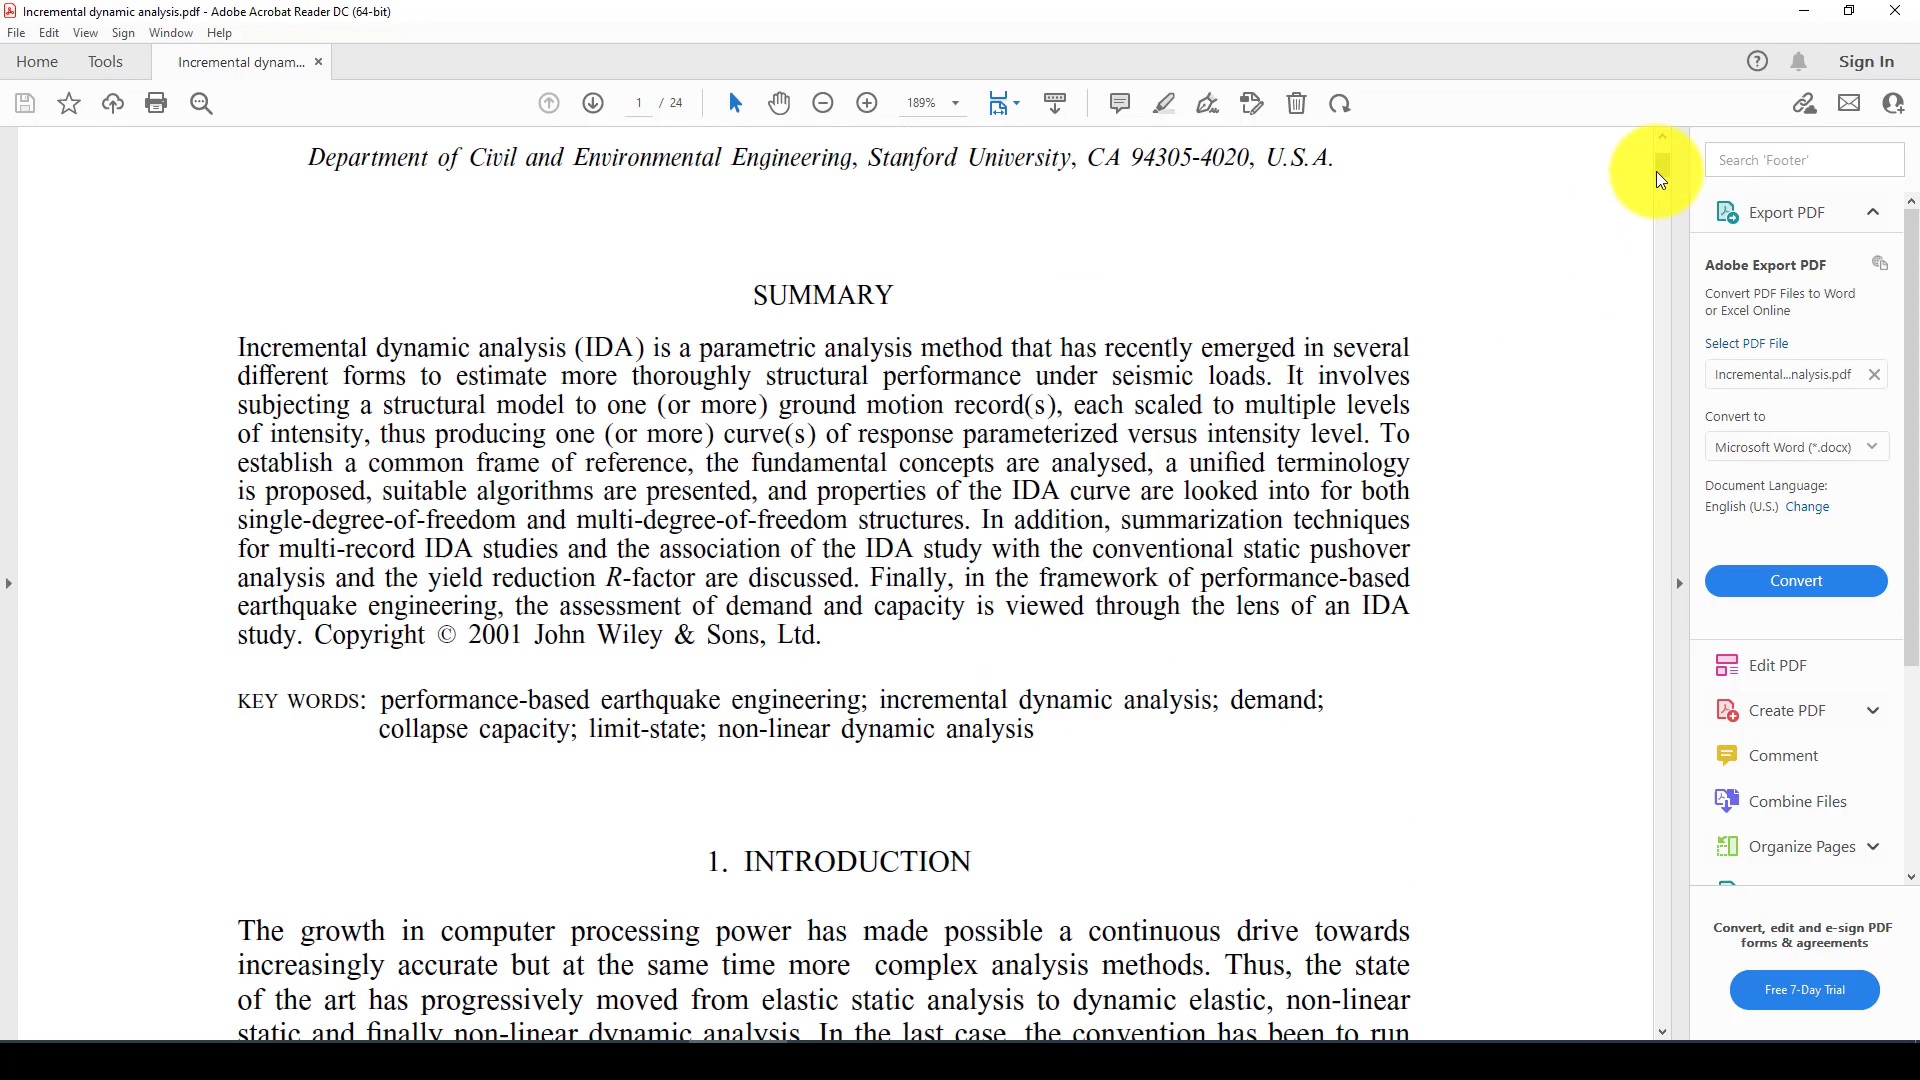 Incremental dynamic analysis.pdf - Adobe Acrobat Reader DC (64-bit)
File Edit View Sign Window Help
Home Tools Incremental dynam... × Sign In
1 / 24 189%
Department of Civil and Environmental Engineering, Stanford University, CA 94305-4020, U.S.A.
SUMMARY
Incremental dynamic analysis (IDA) is a parametric analysis method that has recently emerged in several
different forms to estimate more thoroughly structural performance under seismic loads. It involves
subjecting a structural model to one (or more) ground motion record(s), each scaled to multiple levels
of intensity, thus producing one (or more) curve(s) of response parameterized versus intensity level. To
establish a common frame of reference, the fundamental concepts are analysed, a unified terminology
is proposed, suitable algorithms are presented, and properties of the IDA curve are looked into for both
single-degree-of-freedom and multi-degree-of-freedom structures. In addition, summarization techniques
for multi-record IDA studies and the association of the IDA study with the conventional static pushover
analysis and the yield reduction R-factor are discussed. Finally, in the framework of performance-based
earthquake engineering, the assessment of demand and capacity is viewed through the lens of an IDA
study. Copyright © 2001 John Wiley & Sons, Ltd.
KEY WORDS: performance-based earthquake engineering; incremental dynamic analysis; demand;
collapse capacity; limit-state; non-linear dynamic analysis
1. INTRODUCTION
The growth in computer processing power has made possible a continuous drive towards
increasingly accurate but at the same time more complex analysis methods. Thus, the state
of the art has progressively moved from elastic static analysis to dynamic elastic, non-linear
static and finally non-linear dynamic analysis. In the last case, the convention has been to run
Search 'Footer'
Export PDF
Adobe Export PDF
Convert PDF Files to Word
or Excel Online
Select PDF File
Incremental...nalysis.pdf
Convert to
Microsoft Word (*.docx)
Document Language:
English (U.S.) Change
Convert
Edit PDF
Create PDF
Comment
Combine Files
Organize Pages
Convert, edit and e-sign PDF
forms & agreements
Free 7-Day Trial